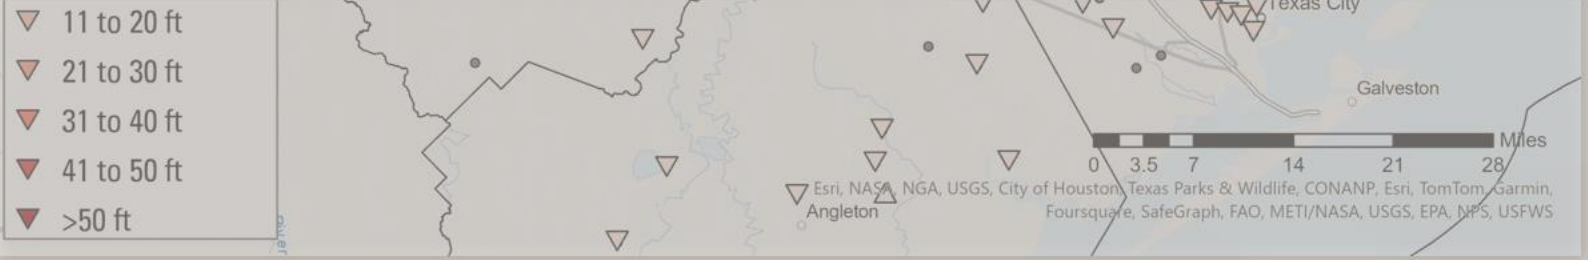 11 to 20 ft
21 to 30 ft
31 to 40 ft
41 to 50 ft
>50 ft
Texas City
Galveston
Miles
0 3.5 7 14 21 28
Esri, NASA, NGA, USGS, City of Houston, Texas Parks & Wildlife, CONANP, Esri, TomTom, Garmin,
Foursquare, SafeGraph, FAO, METI/NASA, USGS, EPA, NPS, USFWS
Angleton